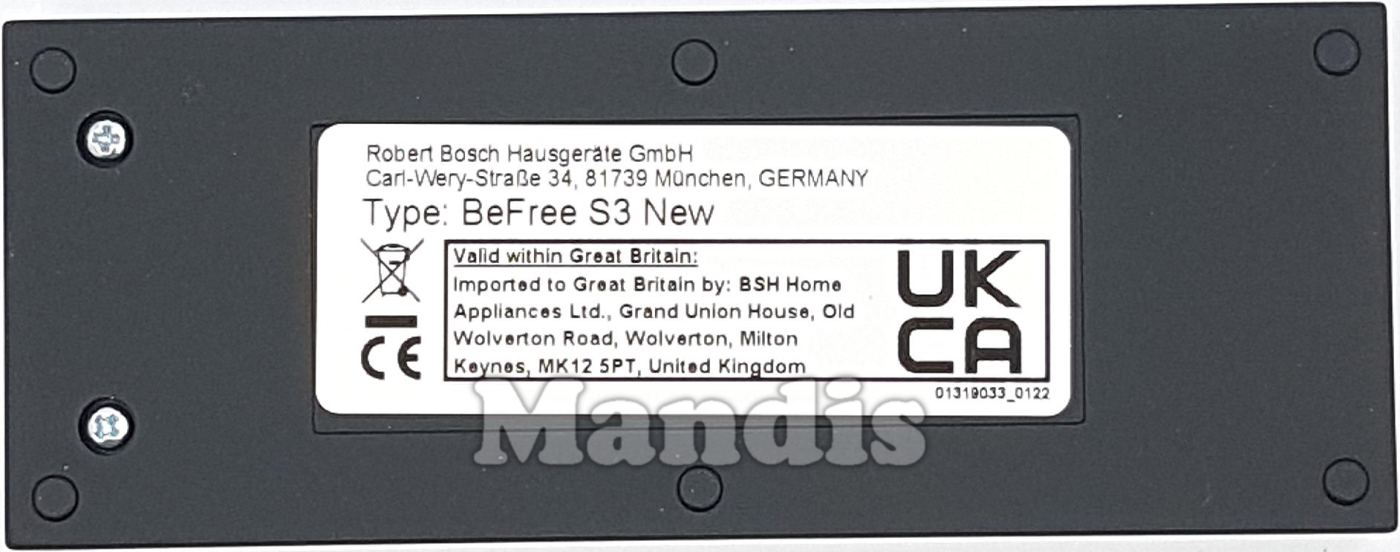 Robert Bosch Hausgeräte GmbH
Carl-Wery-Straße 34, 81739 München, GERMANY
Type: BeFree S3 New
Valid within Great Britain:
Imported to Great Britain by: BSH Home
Appliances Ltd., Grand Union House, Old
Wolverton Road, Wolverton, Milton
Keynes, MK12 5PT, United Kingdom
UK
CA
CE
01319033_0122
Mandis